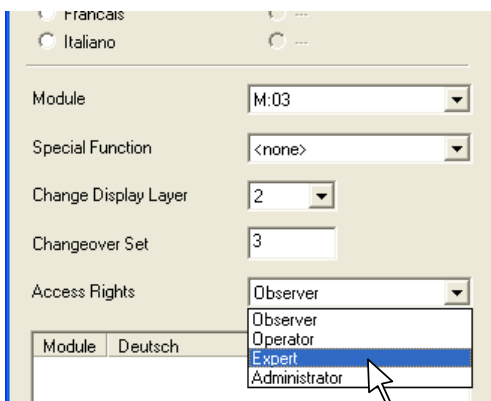 Francais ---
Italiano ---
Module M:03
Special Function <none>
Change Display Layer 2
Changeover Set 3
Access Rights Observer
Observer
Operator
Expert
Administrator
Module Deutsch